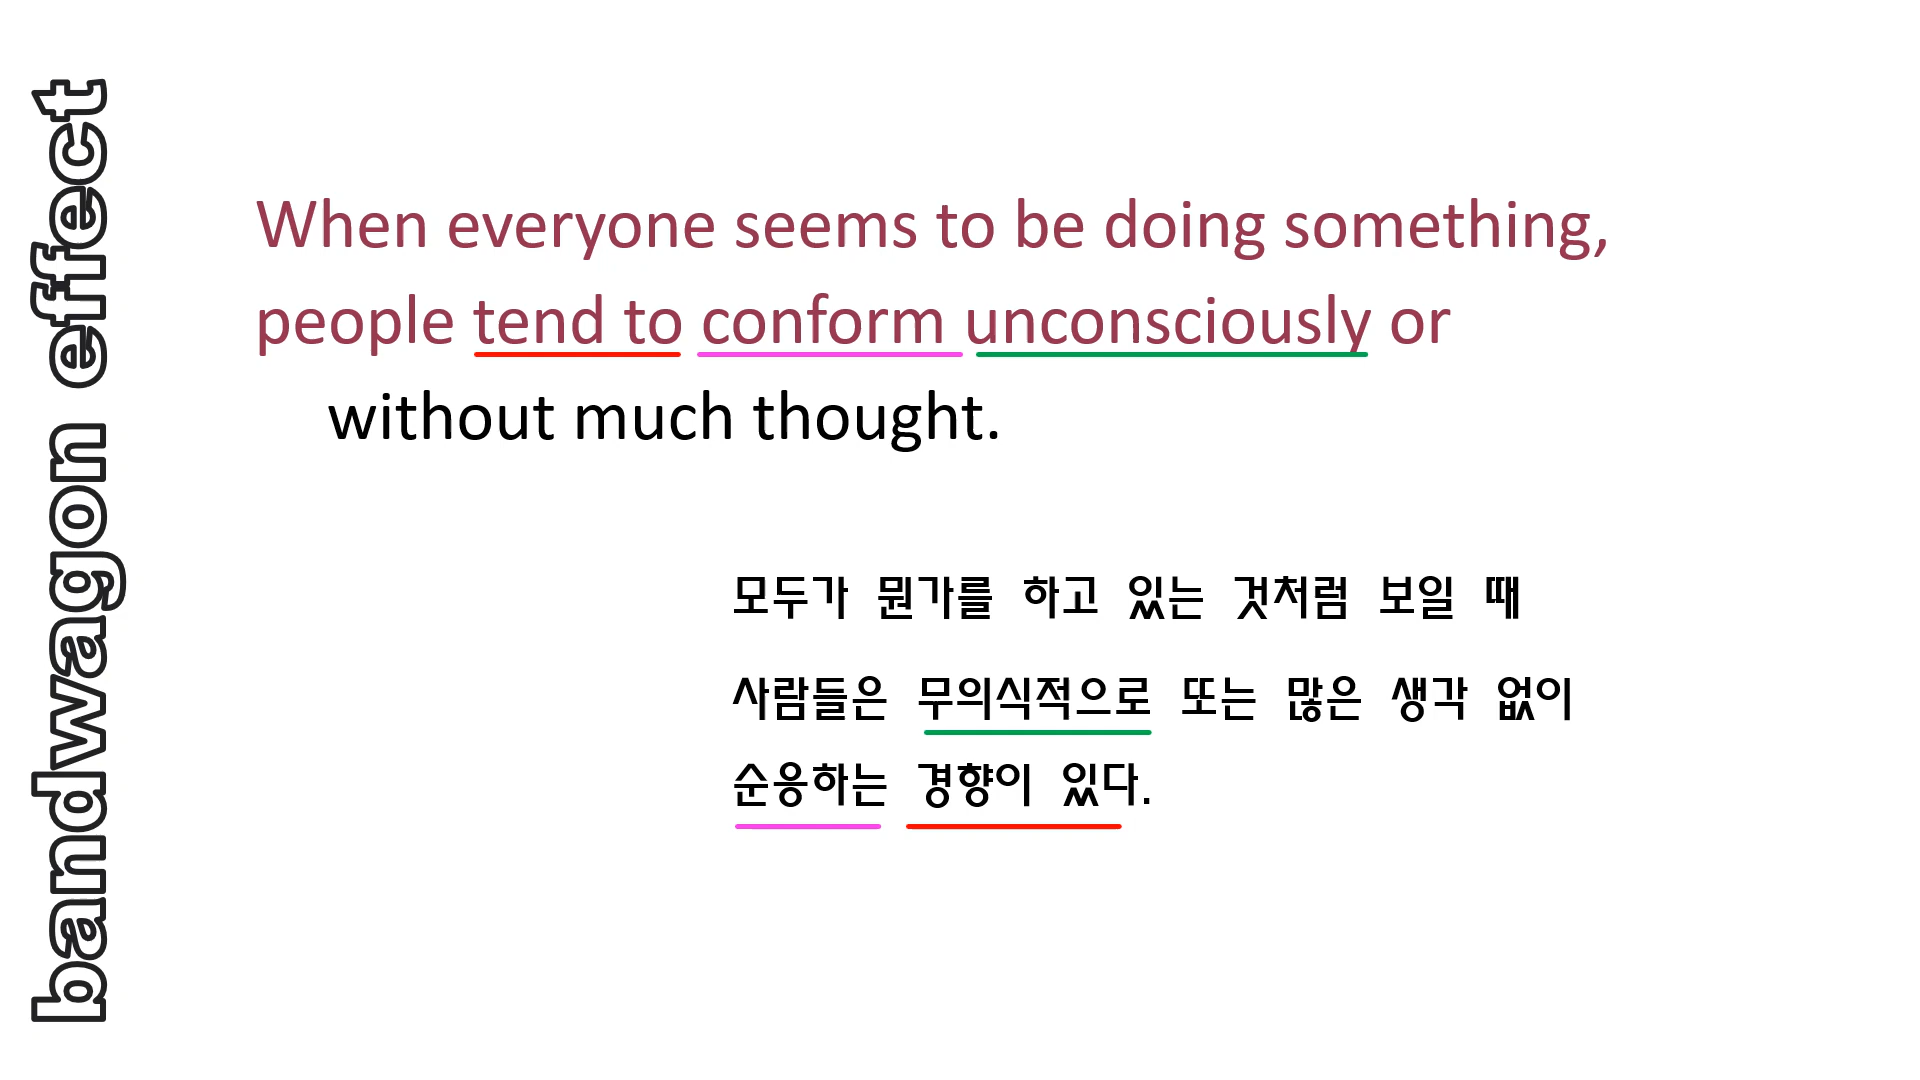 bandwagon effect
When everyone seems to be doing something,
people tend to conform unconsciously or
without much thought.
모두가 뭔가를 하고 있는 것처럼 보일 때
사람들은 무의식적으로 또는 많은 생각 없이
순응하는 경향이 있다.